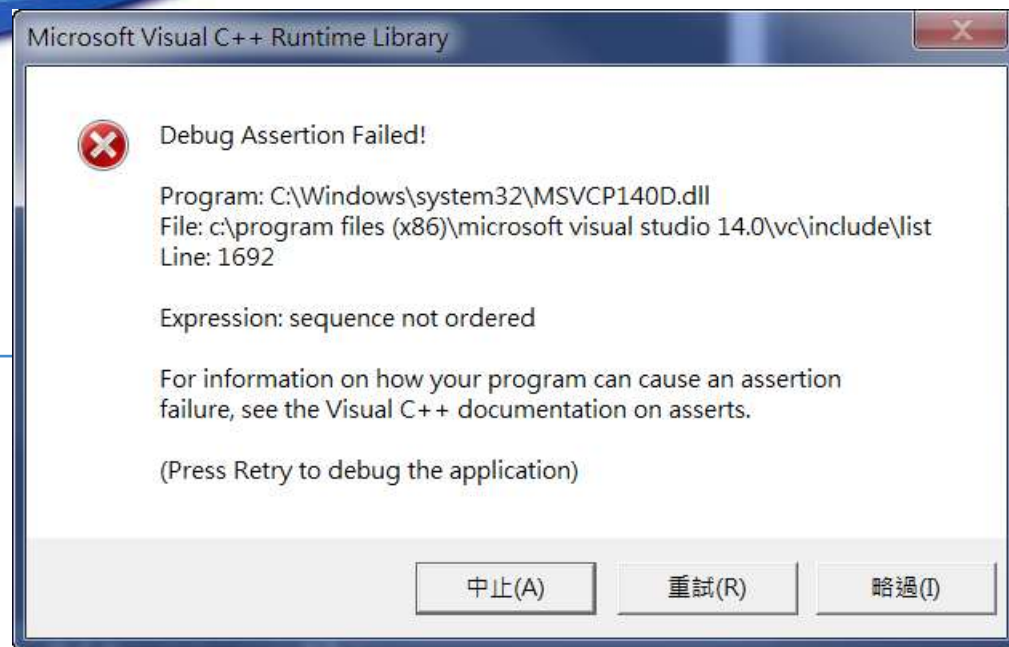 Microsoft Visual C++ Runtime Library
Debug Assertion Failed!
Program: C:\Windows\system32\MSVCP140D.dll
File: c:\program files (x86)\microsoft visual studio 14.0\vc\include\list
Line: 1692
Expression: sequence not ordered
For information on how your program can cause an assertion
failure, see the Visual C++ documentation on asserts.
(Press Retry to debug the application)
中止(A) 重試(R) 略過(I)